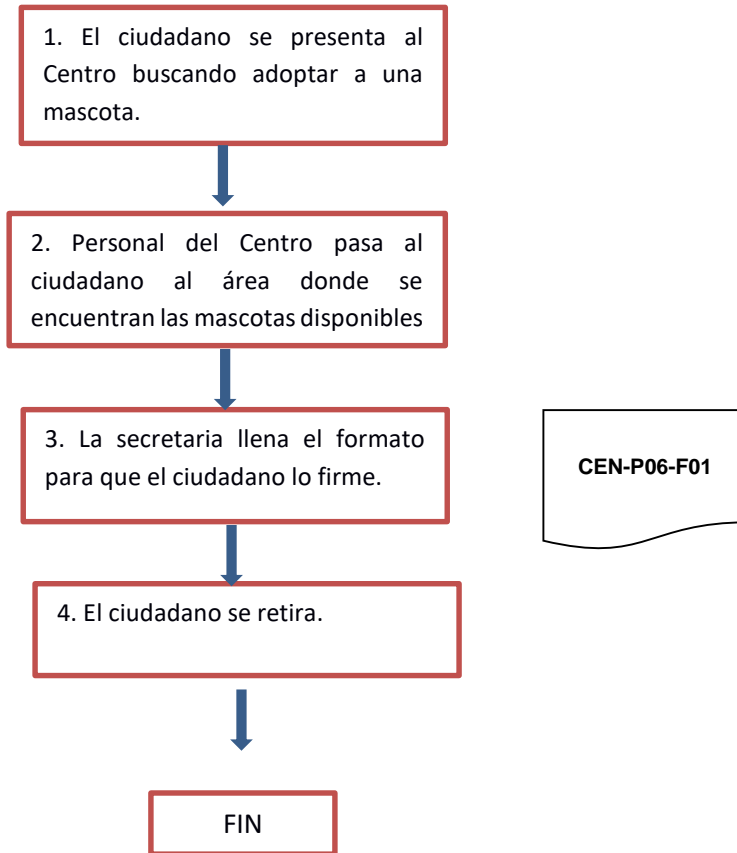 1. El ciudadano se presenta al
Centro buscando adoptar a una
mascota.
2. Personal del Centro pasa al
ciudadano al área donde se
encuentran las mascotas disponibles
3. La secretaria llena el formato
para que el ciudadano lo firme.
CEN-P06-F01
4. El ciudadano se retira.
FIN